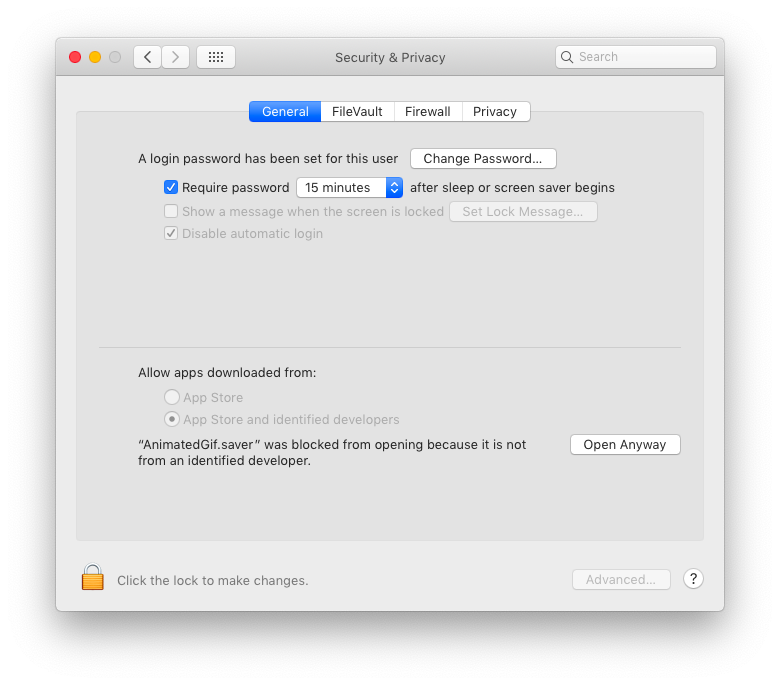 Security & Privacy
Search
General
FileVault
Firewall
Privacy
A login password has been set for this user
Change Password...
Require password
15 minutes
after sleep or screen saver begins
Show a message when the screen is locked
Set Lock Message...
Disable automatic login
Allow apps downloaded from:
App Store
App Store and identified developers
“AnimatedGif.saver” was blocked from opening because it is not
from an identified developer.
Open Anyway
Click the lock to make changes.
Advanced...
?